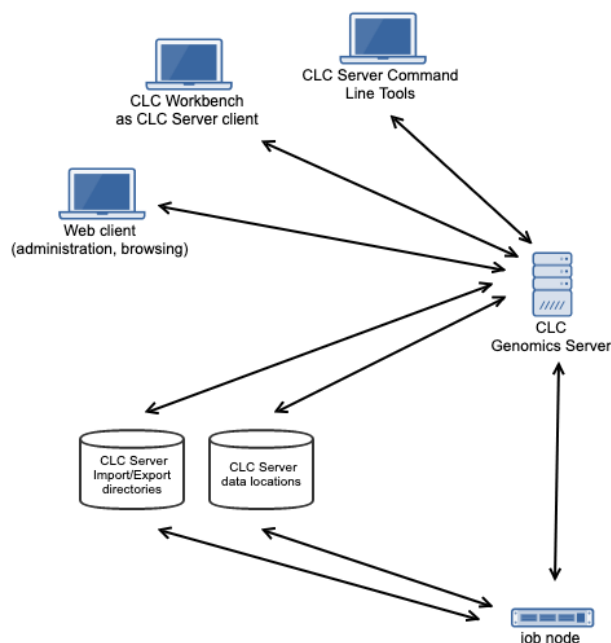 CLC Server Command
Line Tools
CLC Workbench
as CLC Server client
Web client
(administration, browsing)
CLC
Genomics Server
CLC Server
Import/Export
directories
CLC Server
data locations
job node